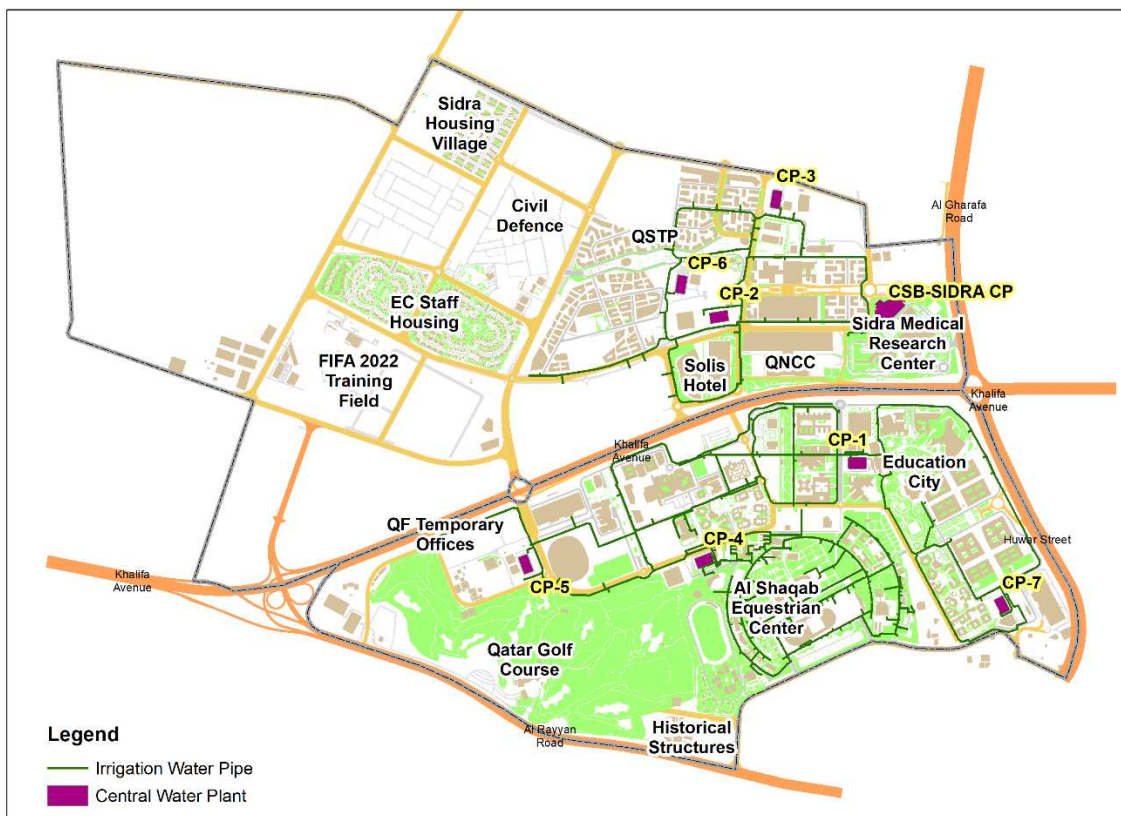 Sidra
Housing
Village
CP-3
Al Gharafa
Road
Civil
Defence
QSTP
CP-6
CP-2
CSB-SIDRA CP
EC Staff
Housing
Sidra Medical
Research
Center
FIFA 2022
Training
Field
Solis
Hotel
QNCC
Khalifa
Avenue
Khalifa
Avenue
CP-1
Education
City
QF Temporary
Offices
CP-4
Huwar Street
Khalifa
Avenue
CP-5
Al Shaqab
Equestrian
Center
CP-7
Qatar Golf
Course
Al Rayyan
Road
Historical
Structures
Legend
Irrigation Water Pipe
Central Water Plant